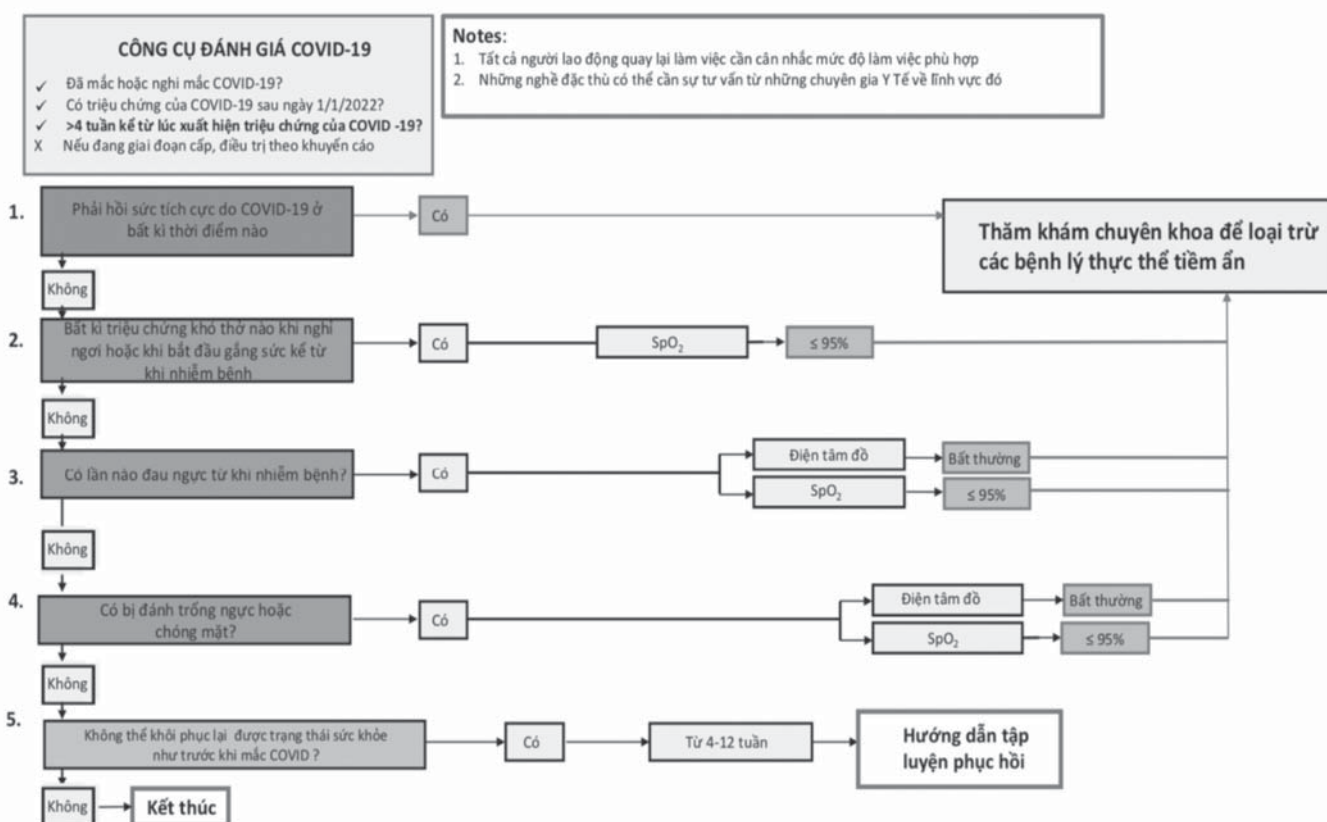 CÔNG CỤ ĐÁNH GIÁ COVID-19
✓ Đã mắc hoặc nghi mắc COVID-19?
✓ Có triệu chứng của COVID-19 sau ngày 1/1/2022?
✓ >4 tuần kể từ lúc xuất hiện triệu chứng của COVID -19?
X Nếu đang giai đoạn cấp, điều trị theo khuyến cáo
Notes:
1. Tất cả người lao động quay lại làm việc cần cân nhắc mức độ làm việc phù hợp
2. Những nghề đặc thù có thể cần sự tư vấn từ những chuyên gia Y Tế về lĩnh vực đó
1.
Phải hồi sức tích cực do COVID-19 ở
bất kì thời điểm nào
Có
Thăm khám chuyên khoa để loại trừ
các bệnh lý thực thể tiềm ẩn
Không
2.
Bất kì triệu chứng khó thở nào khi nghỉ
ngơi hoặc khi bắt đầu gắng sức kể từ
khi nhiễm bệnh
Có
SpO₂
≤ 95%
Không
3.
Có lần nào đau ngực từ khi nhiễm bệnh?
Có
Điện tâm đồ
Bất thường
SpO₂
≤ 95%
Không
4.
Có bị đánh trống ngực hoặc
chóng mặt?
Có
Điện tâm đồ
Bất thường
SpO₂
≤ 95%
Không
5.
Không thể khôi phục lại được trạng thái sức khỏe
như trước khi mắc COVID ?
Có
Từ 4-12 tuần
Hướng dẫn tập
luyện phục hồi
Không
Kết thúc